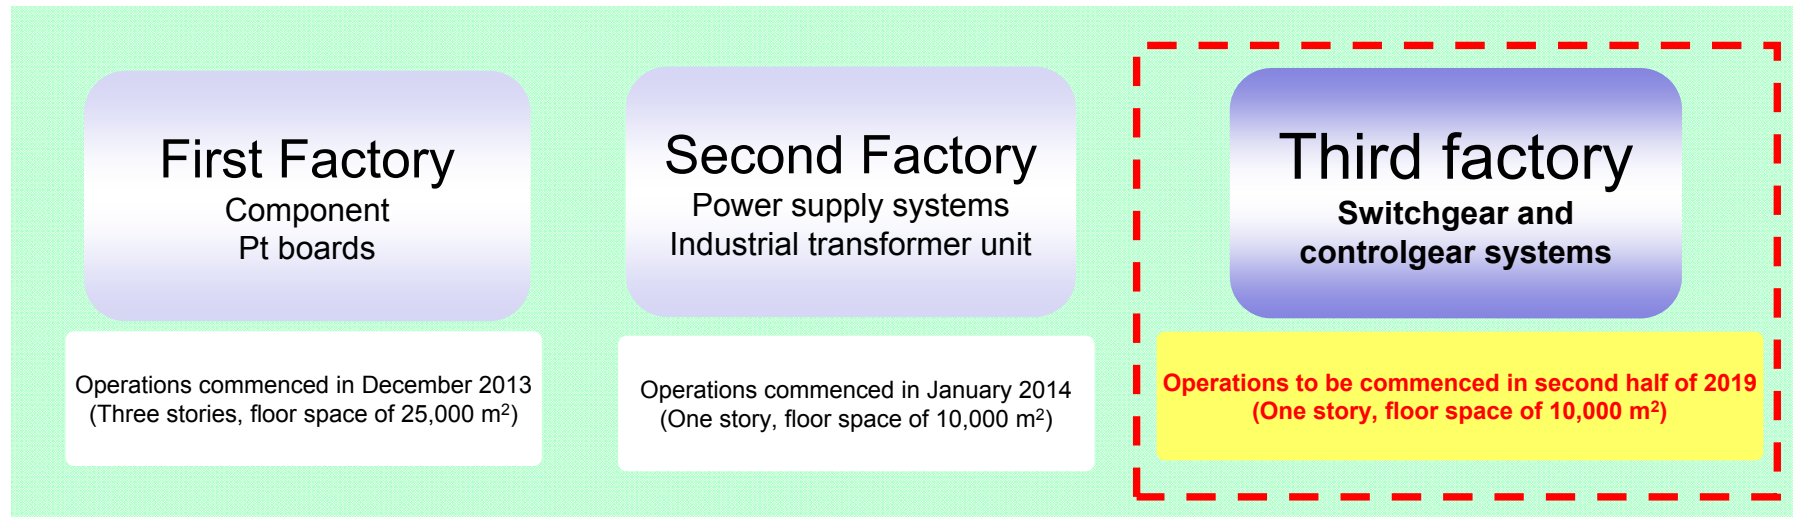 First Factory
Component
Pt boards
Operations commenced in December 2013
(Three stories, floor space of 25,000 m²)
Second Factory
Power supply systems
Industrial transformer unit
Operations commenced in January 2014
(One story, floor space of 10,000 m²)
Third factory
Switchgear and
controlgear systems
Operations to be commenced in second half of 2019
(One story, floor space of 10,000 m²)